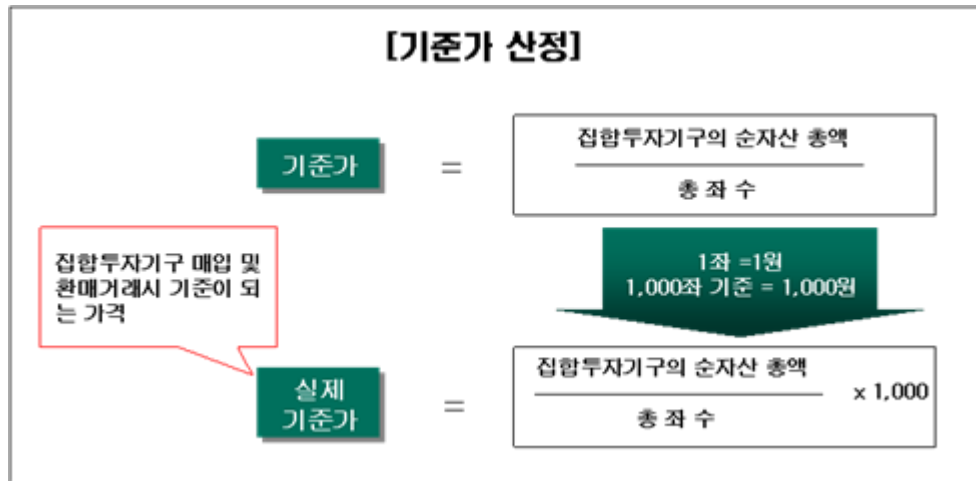 [기준가 산정]
기준가
=
집합투자기구의 순자산 총액
총 좌 수
집합투자기구 매입 및
환매거래시 기준이 되
는 가격
1좌 =1원
1,000좌 기준 = 1,000원
실제
기준가
=
집합투자기구의 순자산 총액
총 좌 수
x 1,000